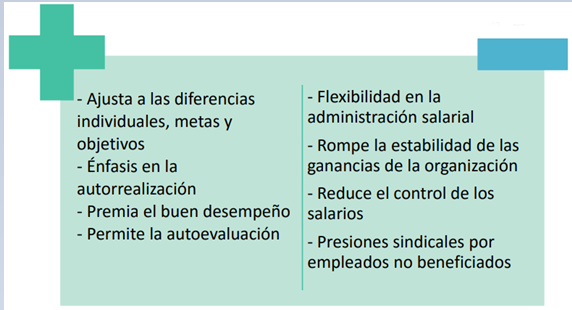 - Ajusta a las diferencias
individuales, metas y
objetivos
- Énfasis en la
autorrealización
- Premia el buen desempeño
- Permite la autoevaluación
- Flexibilidad en la
administración salarial
- Rompe la estabilidad de las
ganancias de la organización
- Reduce el control de los
salarios
- Presiones sindicales por
empleados no beneficiados